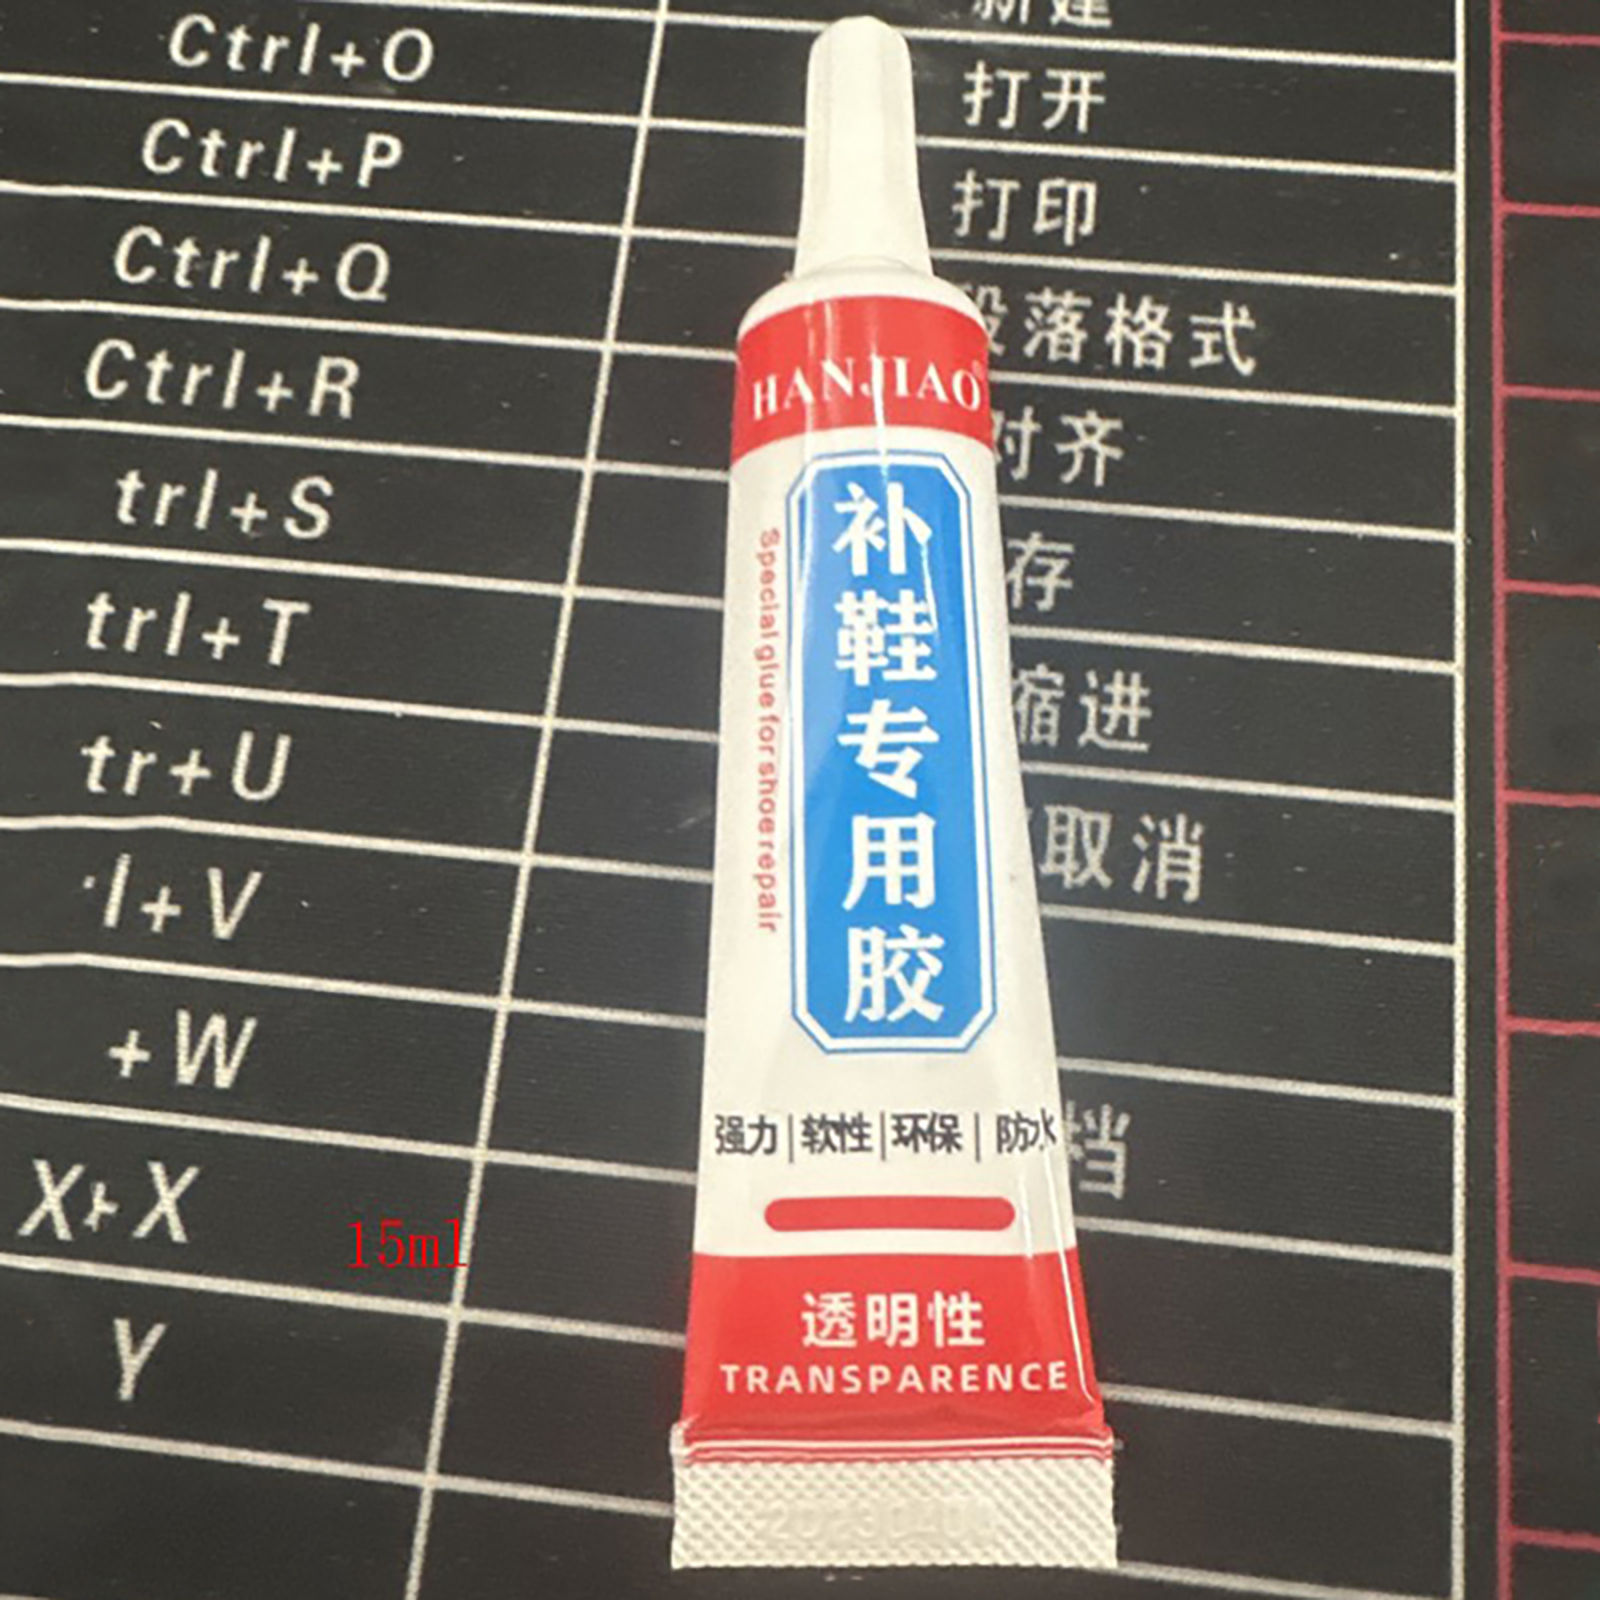 新建
Ctrl+O
打开
Ctrl+P
打印
Ctrl+Q
段落格式
Ctrl+R
对齐
trl+S
存
trl+T
缩进
tr+U
取消
l+V
+W
档
X+X
Y
15ml
HANJIAO®
补鞋专用胶
Special glue for shoe repair
强力|软性|环保|防水
透明性
TRANSPARENCE